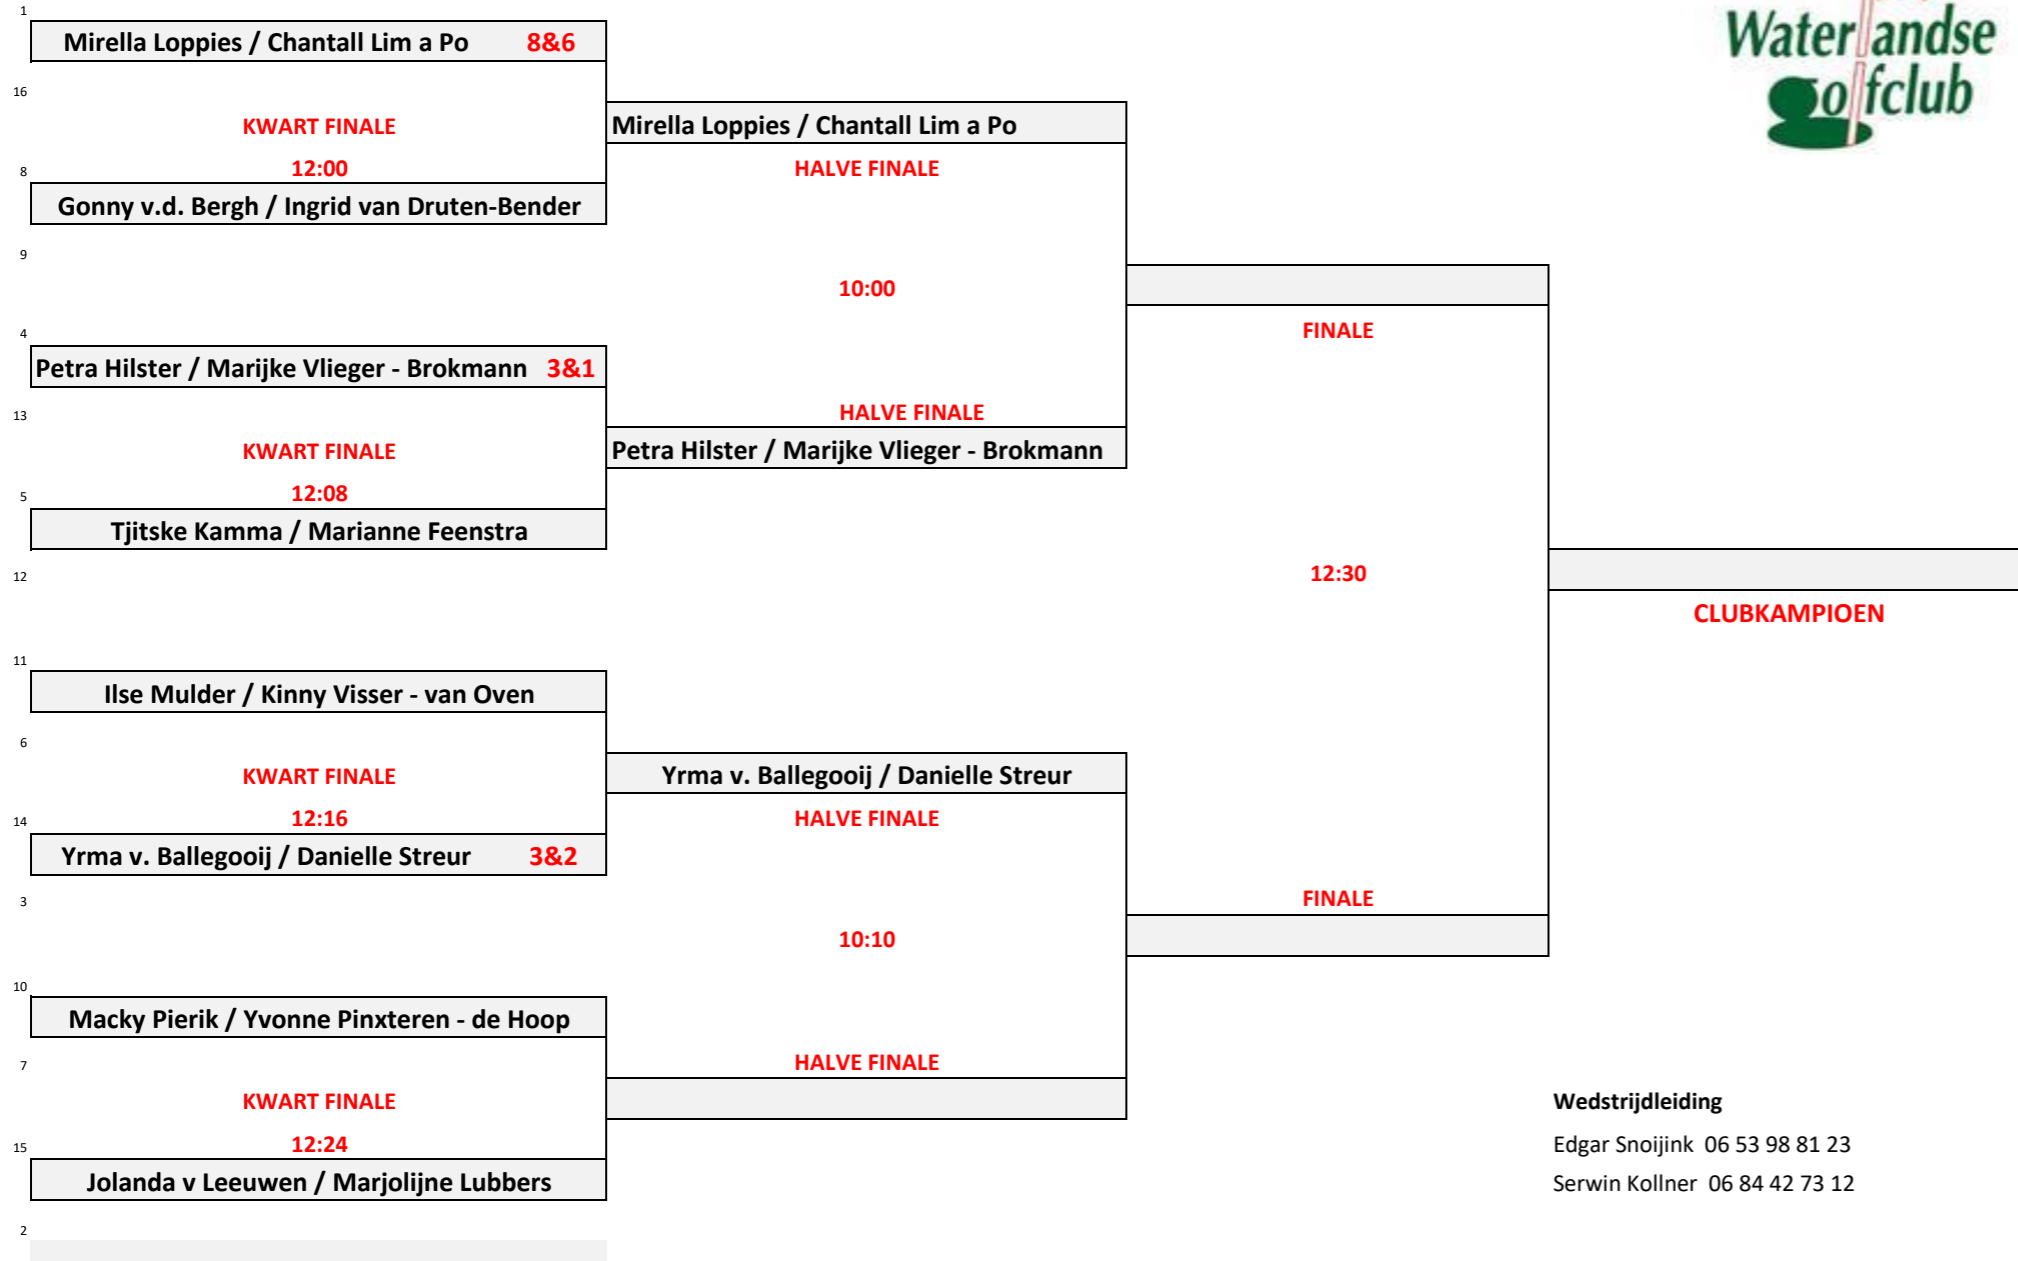 1
Mirella Loppies / Chantall Lim a Po 8&6
Waterlandse
golfclub
16
KWART FINALE
Mirella Loppies / Chantall Lim a Po
8
12:00
HALVE FINALE
Gonny v.d. Bergh / Ingrid van Druten-Bender
9
10:00
4
FINALE
Petra Hilster / Marijke Vlieger - Brokmann 3&1
13
HALVE FINALE
KWART FINALE
Petra Hilster / Marijke Vlieger - Brokmann
5
12:08
Tjitske Kamma / Marianne Feenstra
12
12:30
CLUBKAMPIOEN
11
Ilse Mulder / Kinny Visser - van Oven
6
KWART FINALE
Yrma v. Ballegooij / Danielle Streur
14
12:16
HALVE FINALE
Yrma v. Ballegooij / Danielle Streur 3&2
3
FINALE
10:10
10
Macky Pierik / Yvonne Pinxteren - de Hoop
7
HALVE FINALE
KWART FINALE
Wedstrijdleiding
15
12:24
Edgar Snoijink 06 53 98 81 23
Jolanda v Leeuwen / Marjolijne Lubbers
Serwin Kollner 06 84 42 73 12
2